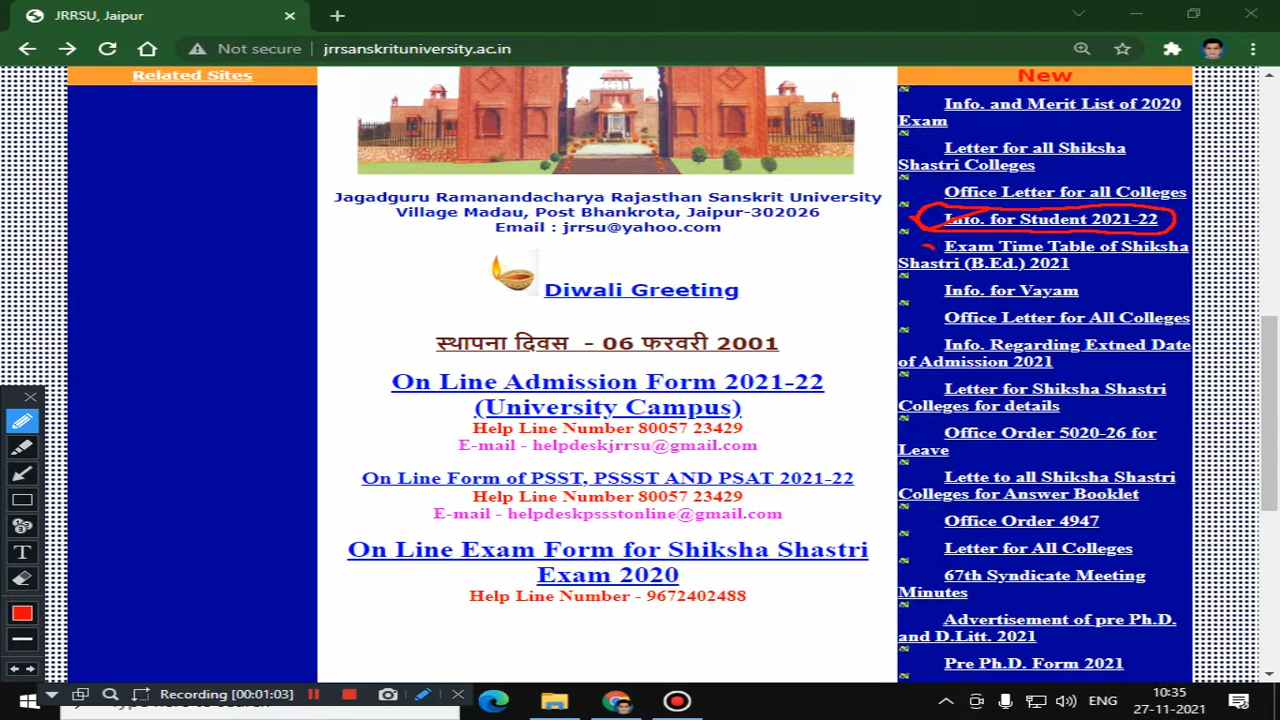 JRRSU, Jaipur
Not secure
jrrsanskrituniversity.ac.in
Related Sites
Jagadguru Ramanandacharya Rajasthan Sanskrit University
Village Madau, Post Bhankrota, Jaipur-302026
Email : jrrsu@yahoo.com
Diwali Greeting
स्थापना दिवस - 06 फरवरी 2001
On Line Admission Form 2021-22
(University Campus)
Help Line Number 80057 23429
E-mail - helpdeskjrrsu@gmail.com
On Line Form of PSST, PSSST AND PSAT 2021-22
Help Line Number 80057 23429
E-mail - helpdeskpssstonline@gmail.com
On Line Exam Form for Shiksha Shastri
Exam 2020
Help Line Number - 9672402488
New
Info. and Merit List of 2020
Exam
Letter for all Shiksha
Shastri Colleges
Office Letter for all Colleges
Info. for Student 2021-22
Exam Time Table of Shiksha
Shastri (B.Ed.) 2021
Info. for Vayam
Office Letter for All Colleges
Info. Regarding Extned Date
of Admission 2021
Letter for Shiksha Shastri
Colleges for details
Office Order 5020-26 for
Leave
Lette to all Shiksha Shastri
Colleges for Answer Booklet
Office Order 4947
Letter for All Colleges
67th Syndicate Meeting
Minutes
Advertisement of pre Ph.D.
and D.Litt. 2021
Pre Ph.D. Form 2021
T
Recording [00:01:03]
ENG
10:35
27-11-2021